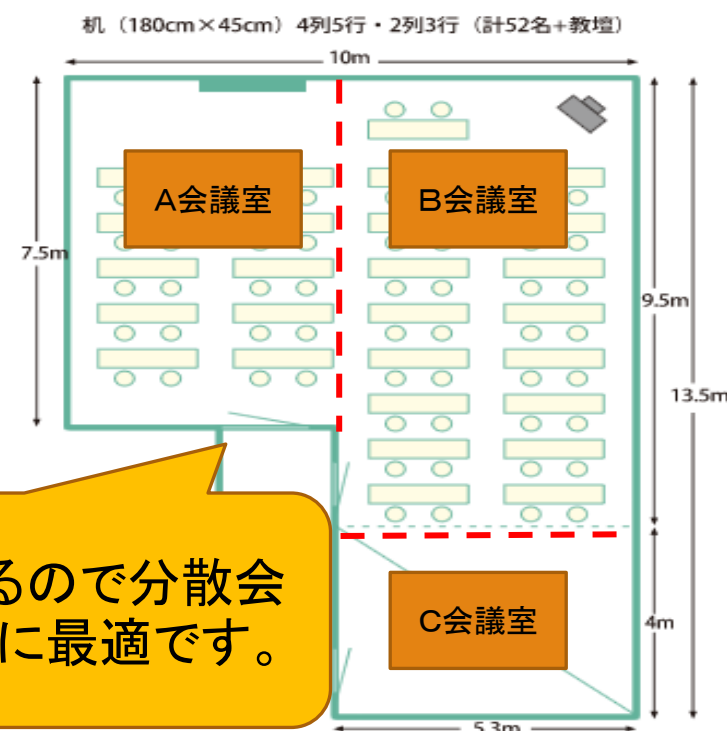 机（180cm×45cm）4列5行・2列3行（計52名+教壇）
10m
A会議室
B会議室
7.5m
9.5m
13.5m
るので分散会
に最適です。
C会議室
4m
5.3m